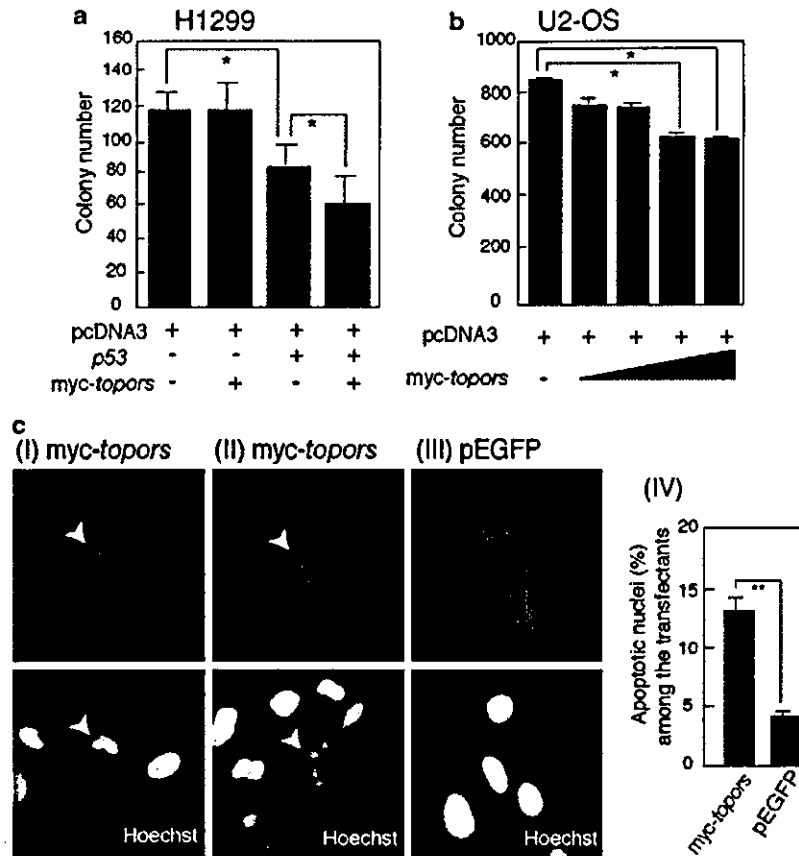 a H1299
Colony number
160
140
120
100
80
60
40
20
0
* *
pcDNA3 + + + +
p53 - - + +
myc-topors - + - +
b U2-OS
Colony number
1000
800
600
400
200
0
* *
pcDNA3 + + + + +
myc-topors -
c
(I) myc-topors (II) myc-topors (III) pEGFP
Hoechst Hoechst Hoechst
(IV)
Apoptotic nuclei (%)
among the transfectants
20
15
10
5
0
**
myc-topors pEGFP